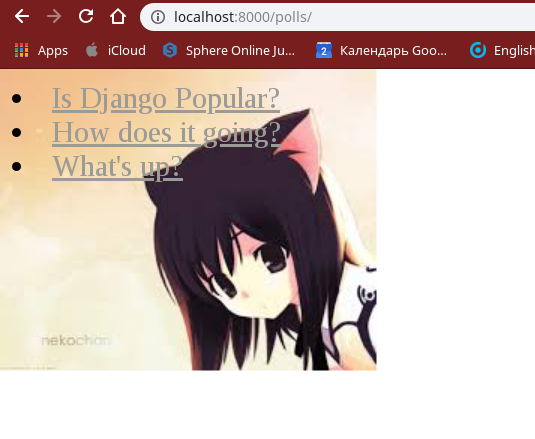 localhost:8000/polls/
Apps iCloud Sphere Online Ju... 2 Календарь Goo... English
Is Django Popular?
How does it going?
What's up?
nekochan